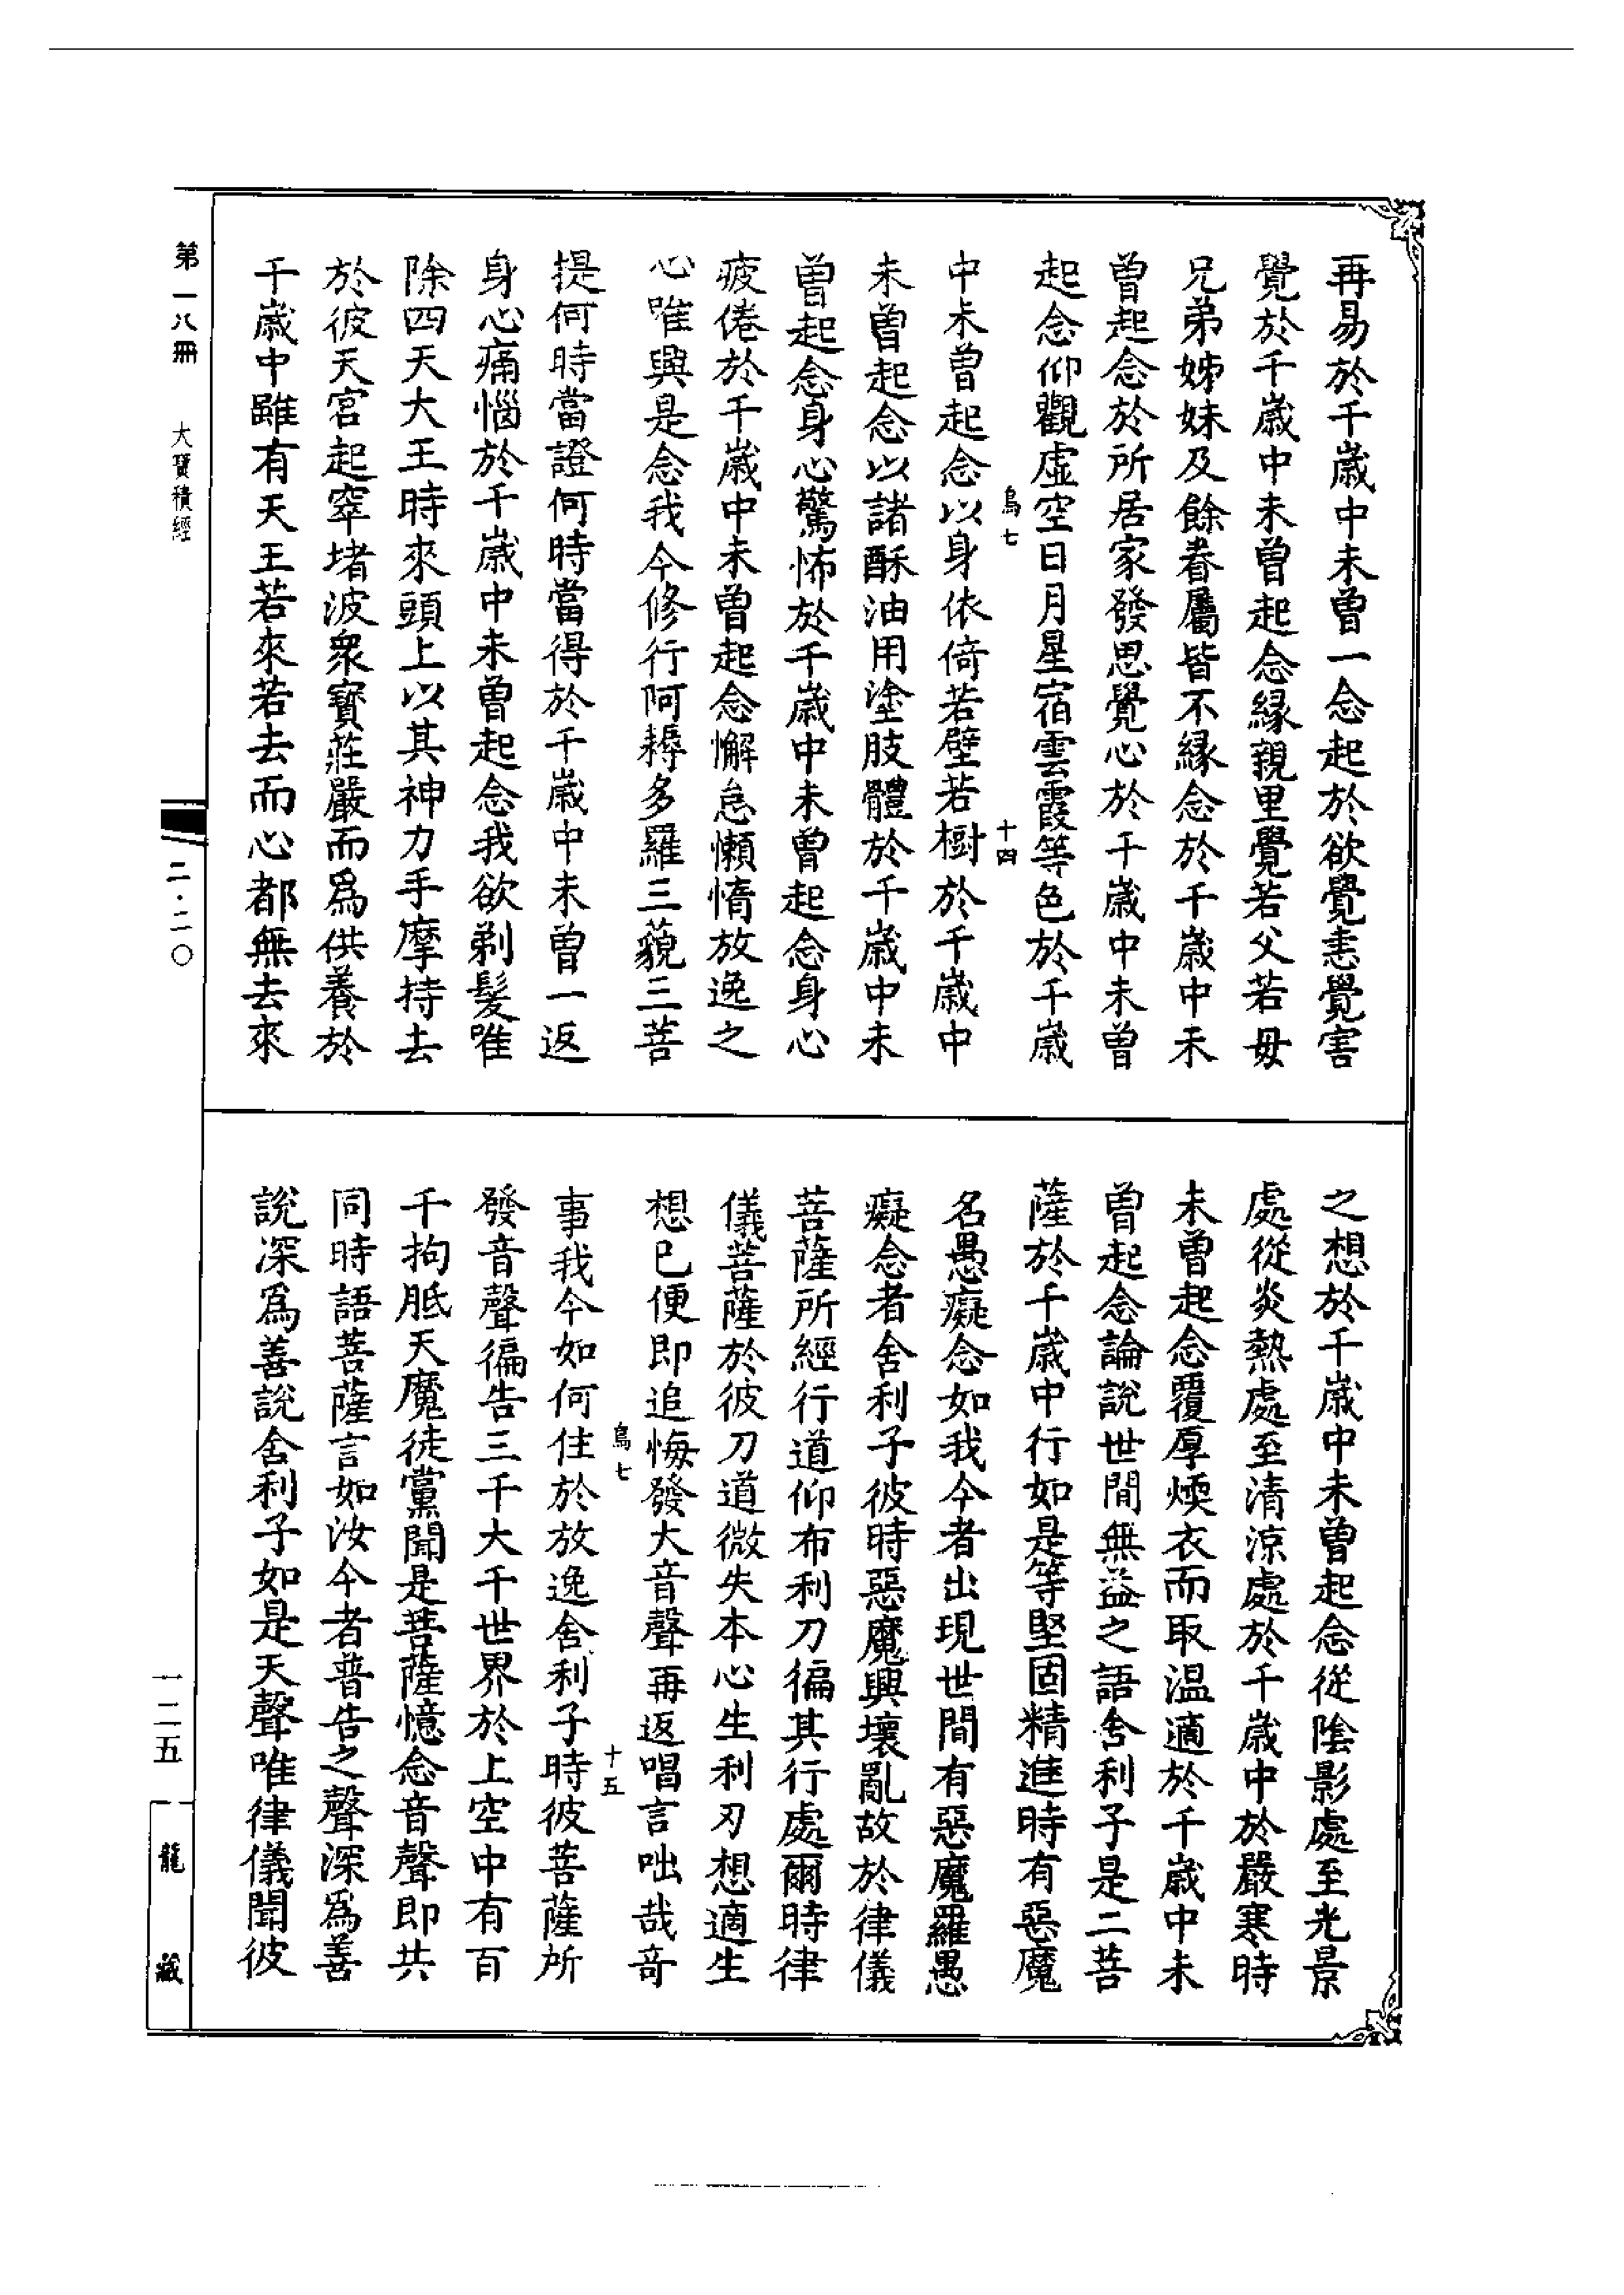 再易於千歲中未曾一念起於欲覺恚覺害
覺於千歲中未曾起念緣親里覺若父若母
兄弟姊妹及餘眷屬皆不緣念於千歲中未
曾起念於所居家發思覺心於千歲中未曾
起念仰觀虛空日月星宿雲霞等色於千歲
烏七 十四
中未曾起念以身依倚若壁若樹於千歲中
未曾起念以諸酥油用塗肢體於千歲中未
曾起念身心驚怖於千歲中未曾起念身心
疲倦於千歲中未曾起念懈怠懶惰放逸之
心唯興是念我今修行阿耨多羅三藐三菩
提何時當證何時當得於千歲中未曾一返
身心痛惱於千歲中未曾起念我欲剃髮唯
除四天大王時來頭上以其神力手摩持去
於彼天宮起窣堵波衆寶莊嚴而爲供養於
千歲中雖有天王若來若去而心都無去來
之想於千歲中未曾起念從陰影處至光景
處從炎熱處至清涼處於千歲中於嚴寒時
未曾起念覆厚煗衣而取温適於千歲中未
曾起念論說世間無益之語舍利子是二菩
薩於千歲中行如是等堅固精進時有惡魔
名愚癡念如我今者出現世間有惡魔羅愚
癡念者舍利子彼時惡魔興壞亂故於律儀
菩薩所經行道仰布利刀徧其行處爾時律
儀菩薩於彼刀道微失本心生利刃想適生
想已便即追悔發大音聲再返唱言咄哉奇
烏七 十五
事我今如何住於放逸舍利子時彼菩薩所
發音聲徧告三千大千世界於上空中有百
千拘胝天魔徒黨聞是菩薩憶念音聲即共
同時語菩薩言如汝今者普告之聲深爲善
說深爲善說舍利子如是天聲唯律儀聞彼
第一八冊 大寶積經 二·二〇
一二五 龍藏